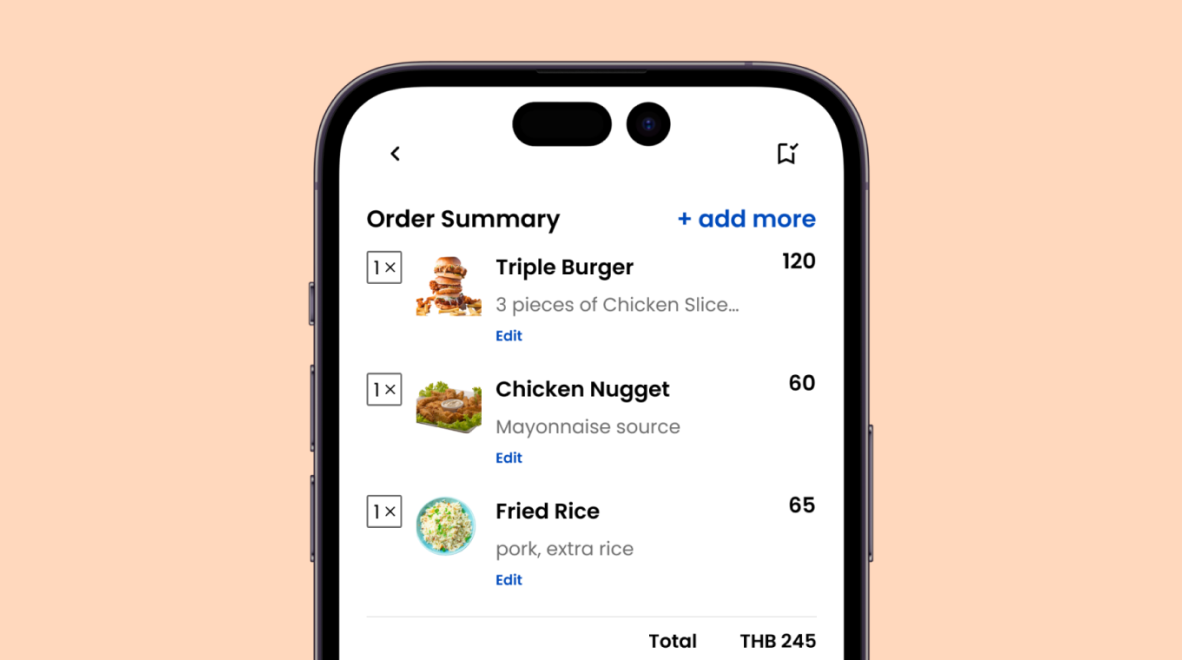 Order Summary + add more
1 × Triple Burger 120
3 pieces of Chicken Slice...
Edit
1 × Chicken Nugget 60
Mayonnaise source
Edit
1 × Fried Rice 65
pork, extra rice
Edit
Total THB 245